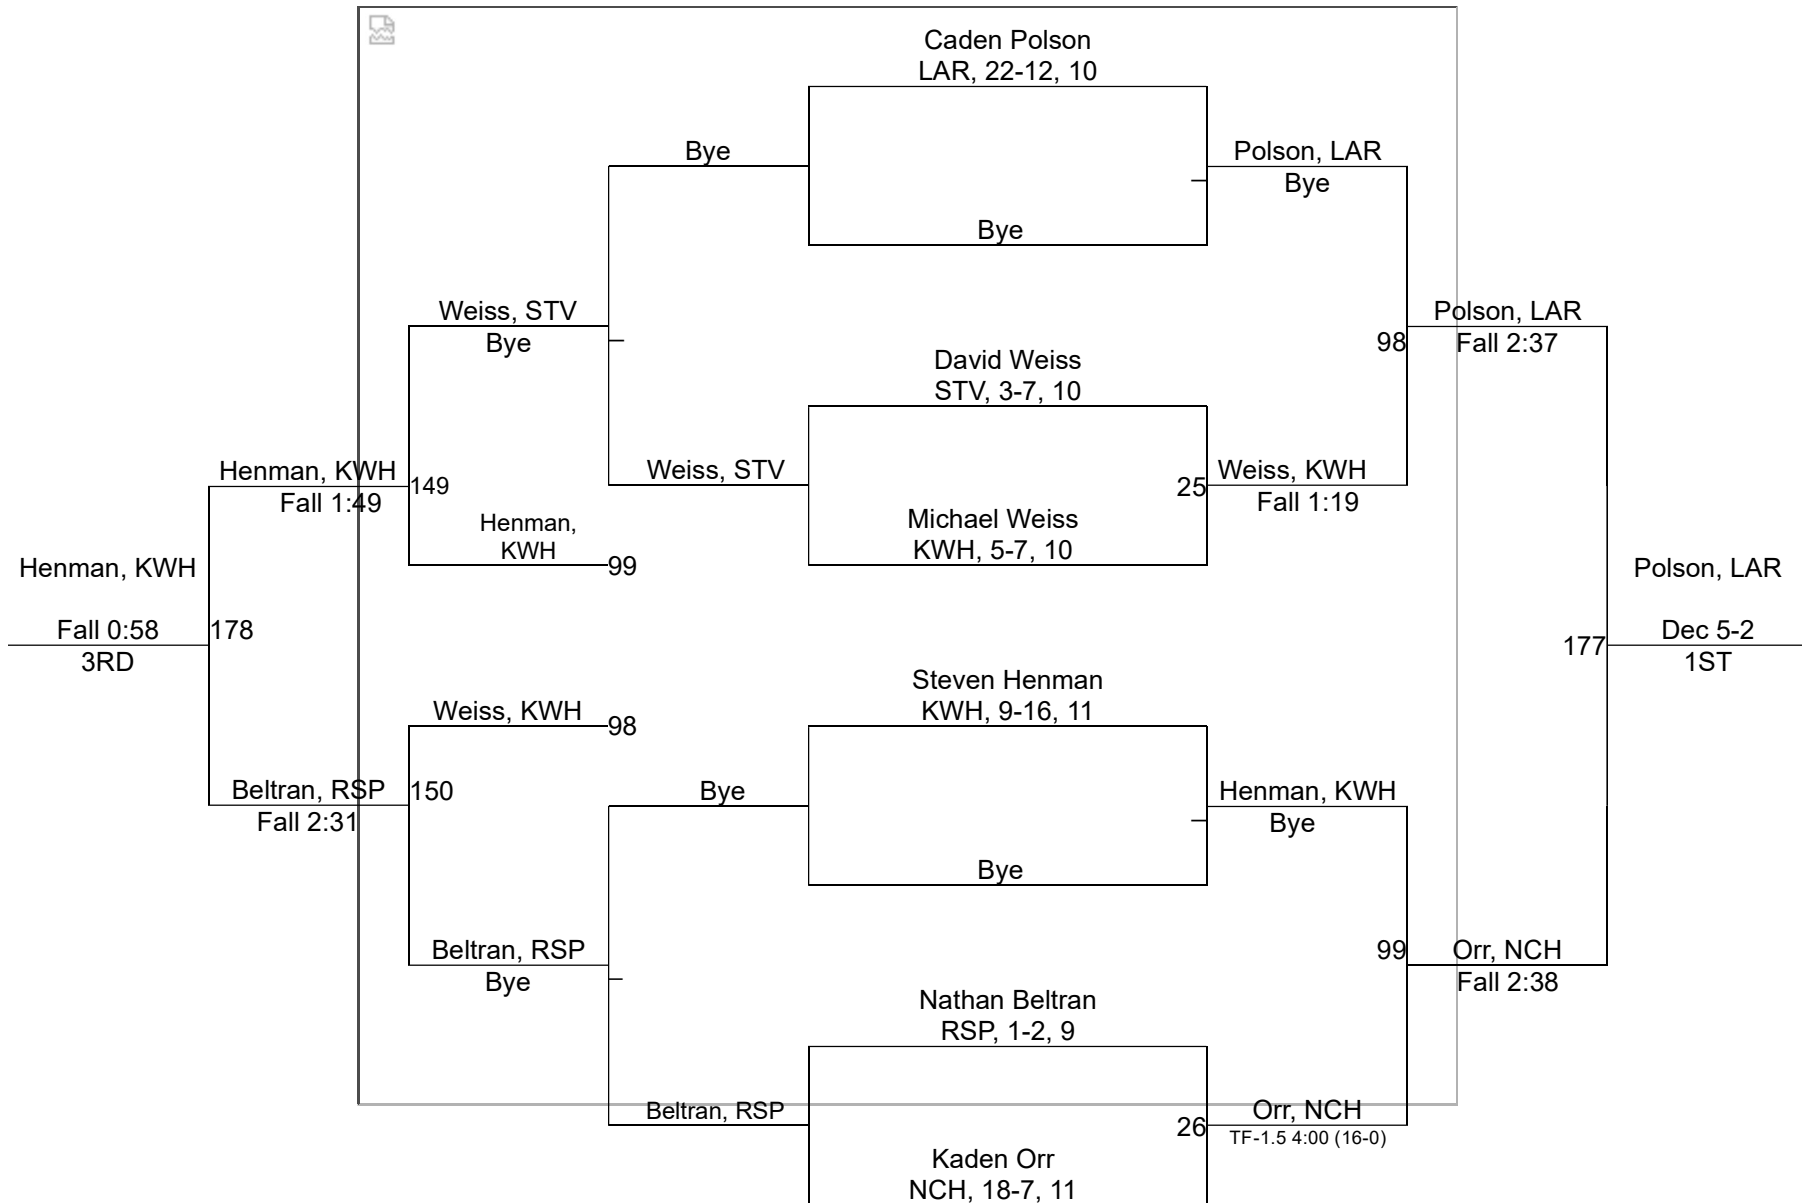 Caden Polson
LAR, 22-12, 10
Bye
Polson, LAR
Bye
Bye
Weiss, STV
Bye
Polson, LAR
98
Fall 2:37
David Weiss
STV, 3-7, 10
Henman, KWH
149
Fall 1:49
Weiss, STV
25
Weiss, KWH
Fall 1:19
Henman,
KWH
99
Michael Weiss
KWH, 5-7, 10
Henman, KWH
Polson, LAR
Fall 0:58
178
3RD
177
Dec 5-2
1ST
Steven Henman
KWH, 9-16, 11
Weiss, KWH
98
Beltran, RSP
150
Fall 2:31
Bye
Henman, KWH
Bye
Bye
Beltran, RSP
Bye
99
Orr, NCH
Fall 2:38
Nathan Beltran
RSP, 1-2, 9
Beltran, RSP
26
Orr, NCH
TF-1.5 4:00 (16-0)
Kaden Orr
NCH, 18-7, 11